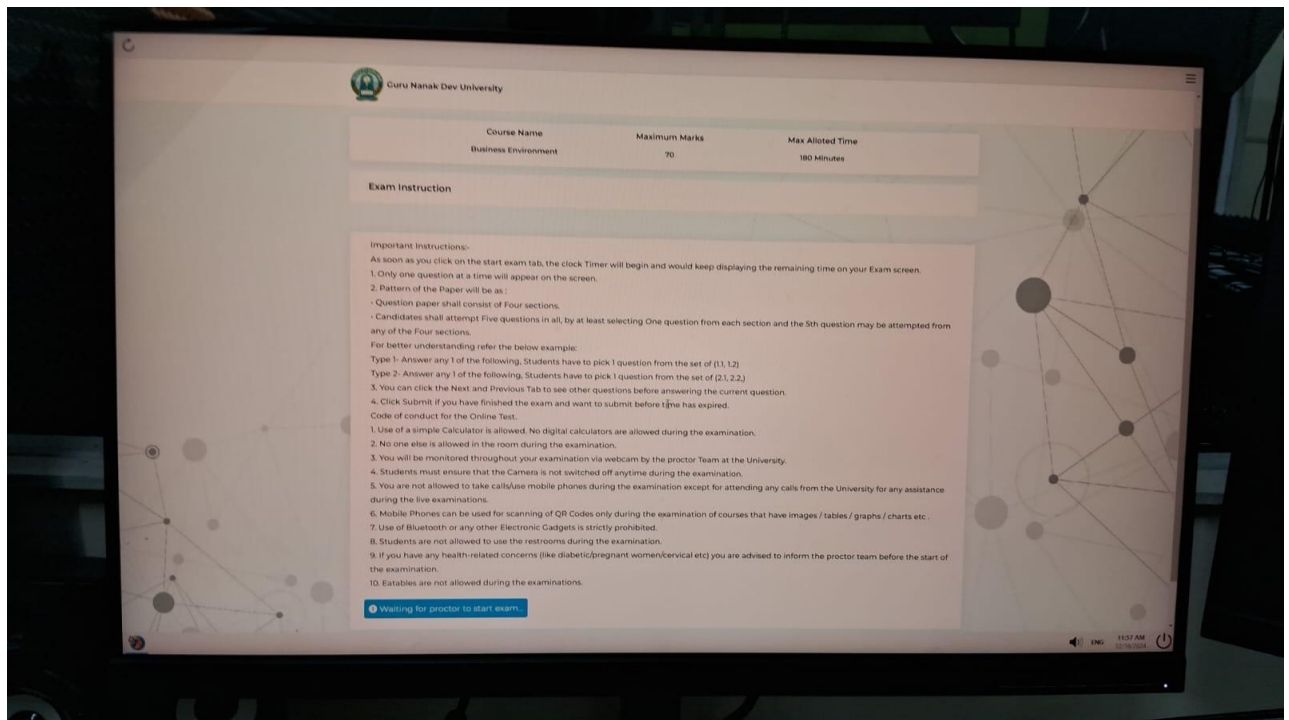 Guru Nanak Dev University
Course Name Maximum Marks Max Alloted Time
Business Environment 70 180 Minutes
Exam Instruction
Important Instructions:-
As soon as you click on the start exam tab, the clock Timer will begin and would keep displaying the remaining time on your Exam screen.
1. Only one question at a time will appear on the screen.
2. Pattern of the Paper will be as :
- Question paper shall consist of Four sections.
- Candidates shall attempt Five questions in all, by at least selecting One question from each section and the 5th question may be attempted from
any of the Four sections.
For better understanding refer the below example:
Type 1- Answer any 1 of the following, Students have to pick 1 question from the set of (1.1, 1.2)
Type 2- Answer any 1 of the following, Students have to pick 1 question from the set of (2.1, 2.2,)
3. You can click the Next and Previous Tab to see other questions before answering the current question.
4. Click Submit if you have finished the exam and want to submit before time has expired.
Code of conduct for the Online Test.
1. Use of a simple Calculator is allowed. No digital calculators are allowed during the examination.
2. No one else is allowed in the room during the examination.
3. You will be monitored throughout your examination via webcam by the proctor Team at the University.
4. Students must ensure that the Camera is not switched off anytime during the examination.
5. You are not allowed to take calls/use mobile phones during the examination except for attending any calls from the University for any assistance
during the live examinations.
6. Mobile Phones can be used for scanning of QR Codes only during the examination of courses that have images / tables / graphs / charts etc .
7. Use of Bluetooth or any other Electronic Gadgets is strictly prohibited.
8. Students are not allowed to use the restrooms during the examination.
9. If you have any health-related concerns (like diabetic/pregnant women/cervical etc) you are advised to inform the proctor team before the start of
the examination.
10. Eatables are not allowed during the examinations.
Waiting for proctor to start exam...
ENG 11:57 AM